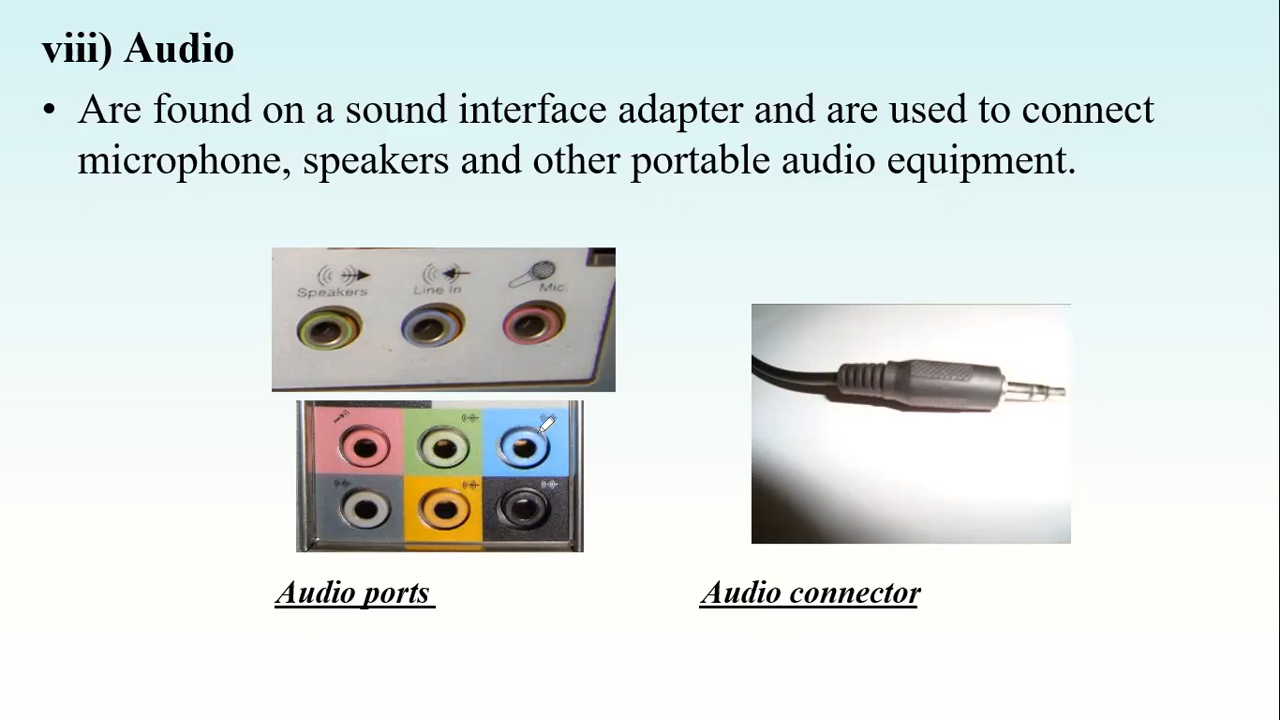 viii) Audio
• Are found on a sound interface adapter and are used to connect
microphone, speakers and other portable audio equipment.
Speakers Line In Mic
Audio ports Audio connector